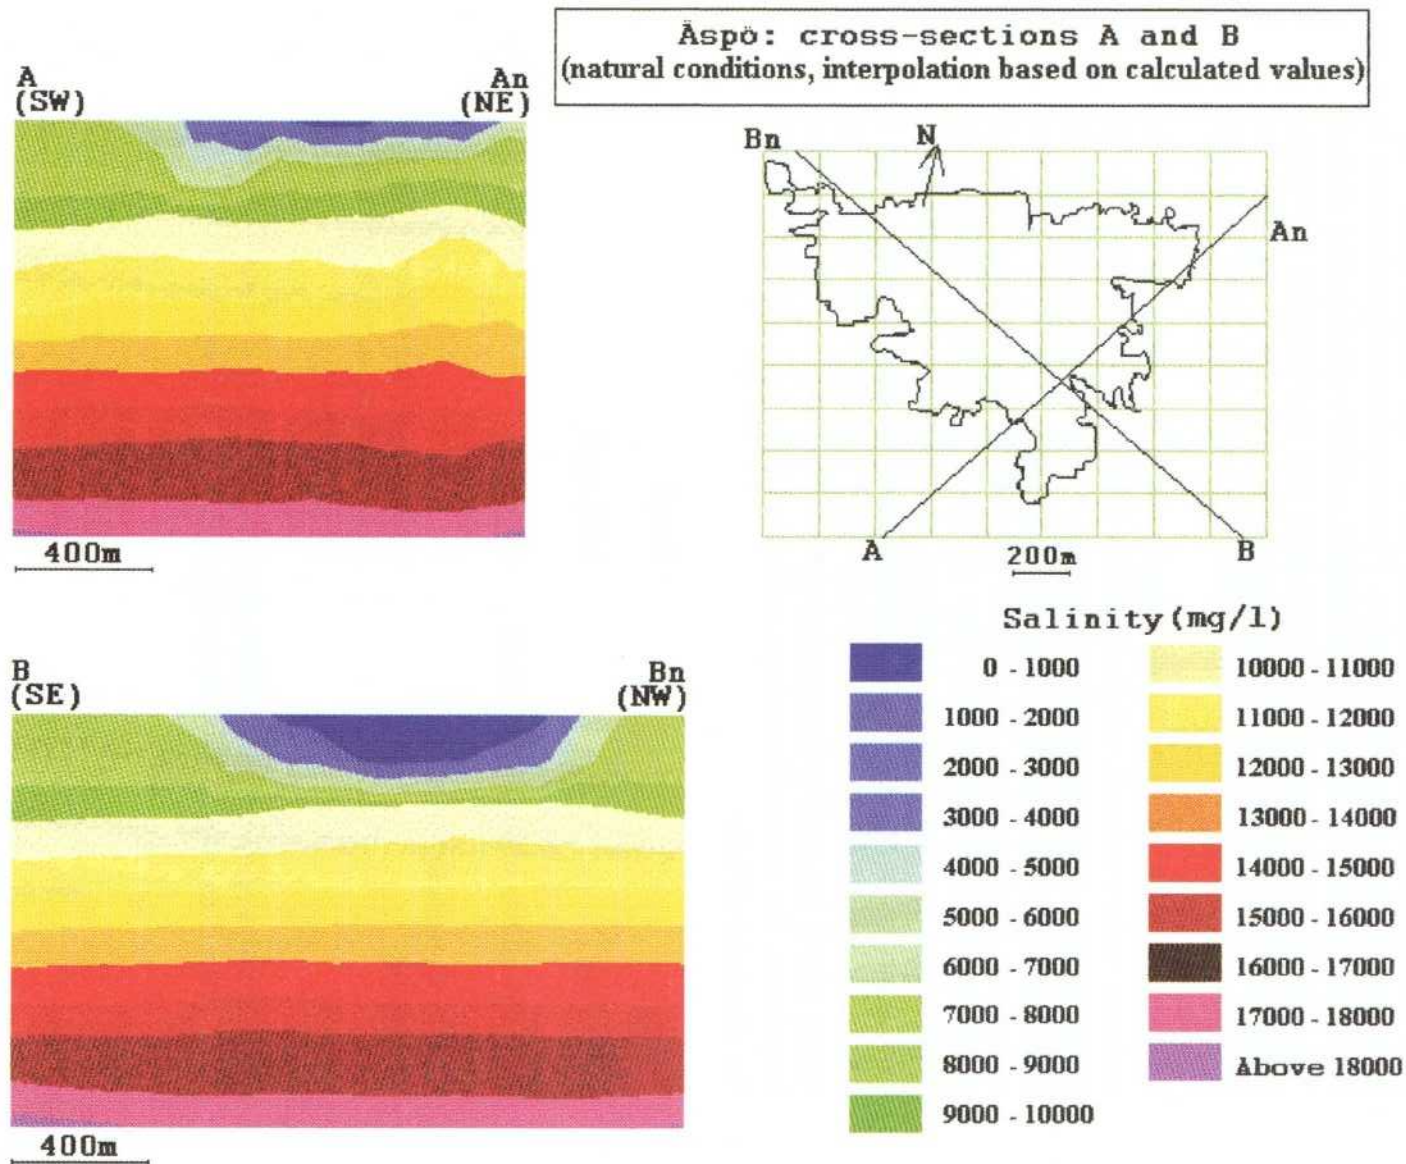 Äspö: cross-sections A and B
(natural conditions, interpolation based on calculated values)
A
(SW)
An
(NE)
400m
Bn
N
An
A
B
200m
B
(SE)
Bn
(NW)
400m
Salinity (mg/l)
0 - 1000
1000 - 2000
2000 - 3000
3000 - 4000
4000 - 5000
5000 - 6000
6000 - 7000
7000 - 8000
8000 - 9000
9000 - 10000
10000 - 11000
11000 - 12000
12000 - 13000
13000 - 14000
14000 - 15000
15000 - 16000
16000 - 17000
17000 - 18000
Above 18000